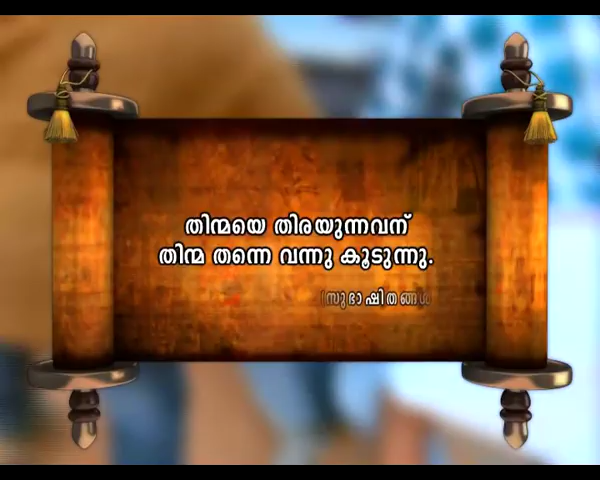 തിന്മയെ തിരയുന്നവന്
തിന്മ തന്നെ വന്നു കൂടുന്നു.
(സുഭാഷിതങ്ങൾ